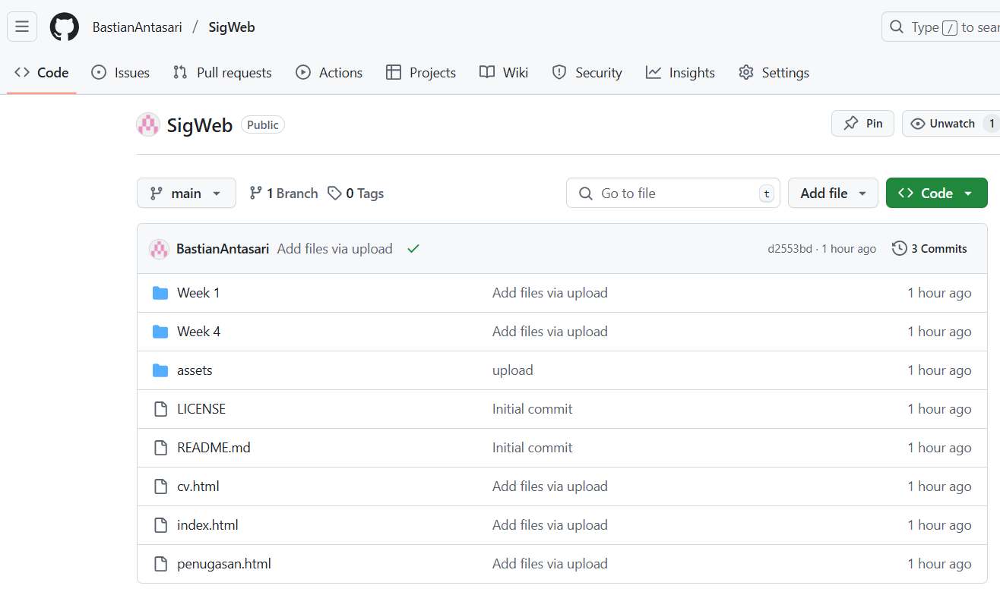 BastianAntasari / SigWeb
Type / to sear
Code Issues Pull requests Actions Projects Wiki Security Insights Settings
SigWeb Public Pin Unwatch 1
main 1 Branch 0 Tags Go to file t Add file Code
BastianAntasari Add files via upload d2553bd · 1 hour ago 3 Commits
Week 1 Add files via upload 1 hour ago
Week 4 Add files via upload 1 hour ago
assets upload 1 hour ago
LICENSE Initial commit 1 hour ago
README.md Initial commit 1 hour ago
cv.html Add files via upload 1 hour ago
index.html Add files via upload 1 hour ago
penugasan.html Add files via upload 1 hour ago